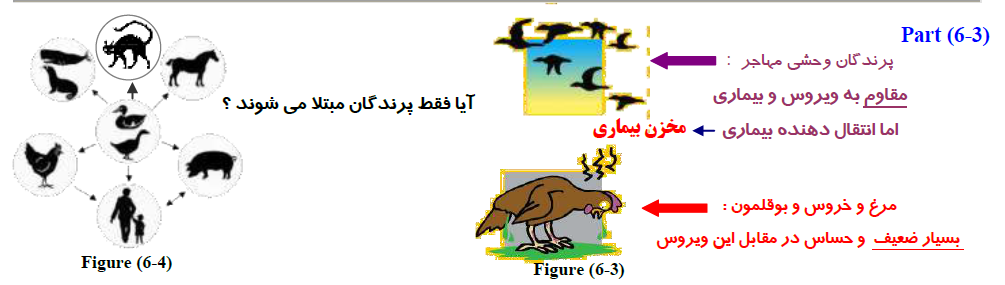 Part (6-3)
پرندگان وحشی مهاجر :
مقاوم به ویروس و بیماری
اما انتقال دهنده بیماری
مخزن بیماری
آیا فقط پرندگان مبتلا می شوند ؟
مرغ و خروس و بوقلمون :
بسیار ضعیف و حساس در مقابل این ویروس
Figure (6-3)
Figure (6-4)